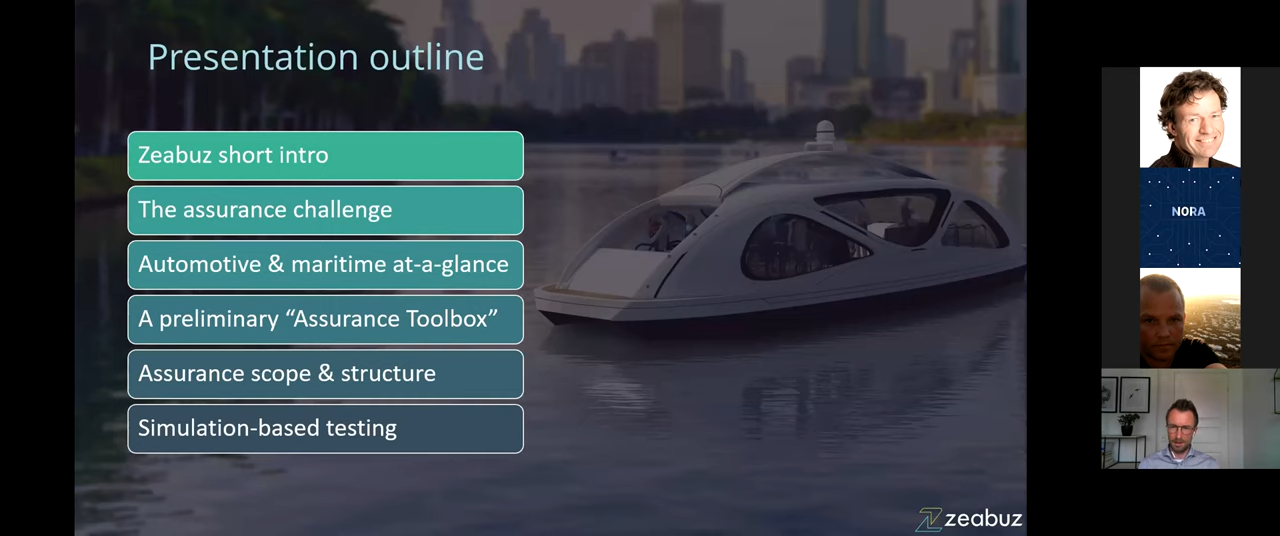 Presentation outline
Zeabuz short intro
The assurance challenge
Automotive & maritime at-a-glance
A preliminary “Assurance Toolbox”
Assurance scope & structure
Simulation-based testing
zeabuz
NORA